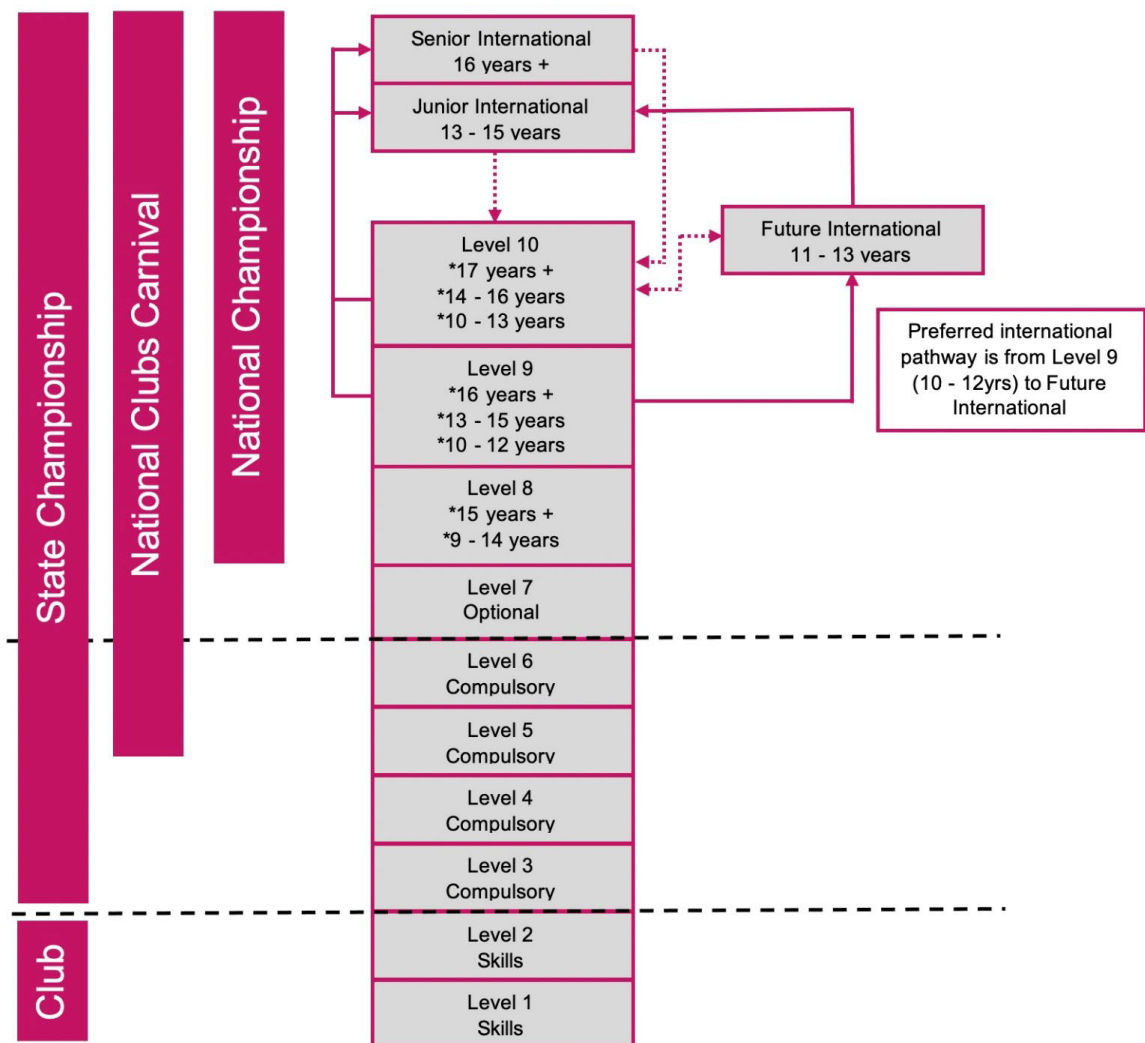 State Championship
National Clubs Carnival
National Championship
Senior International
16 years +
Junior International
13 - 15 years
Level 10
*17 years +
*14 - 16 years
*10 - 13 years
Future International
11 - 13 years
Preferred international
pathway is from Level 9
(10 - 12yrs) to Future
International
Level 9
*16 years +
*13 - 15 years
*10 - 12 years
Level 8
*15 years +
*9 - 14 years
Level 7
Optional
Level 6
Compulsory
Level 5
Compulsory
Level 4
Compulsory
Level 3
Compulsory
Club
Level 2
Skills
Level 1
Skills